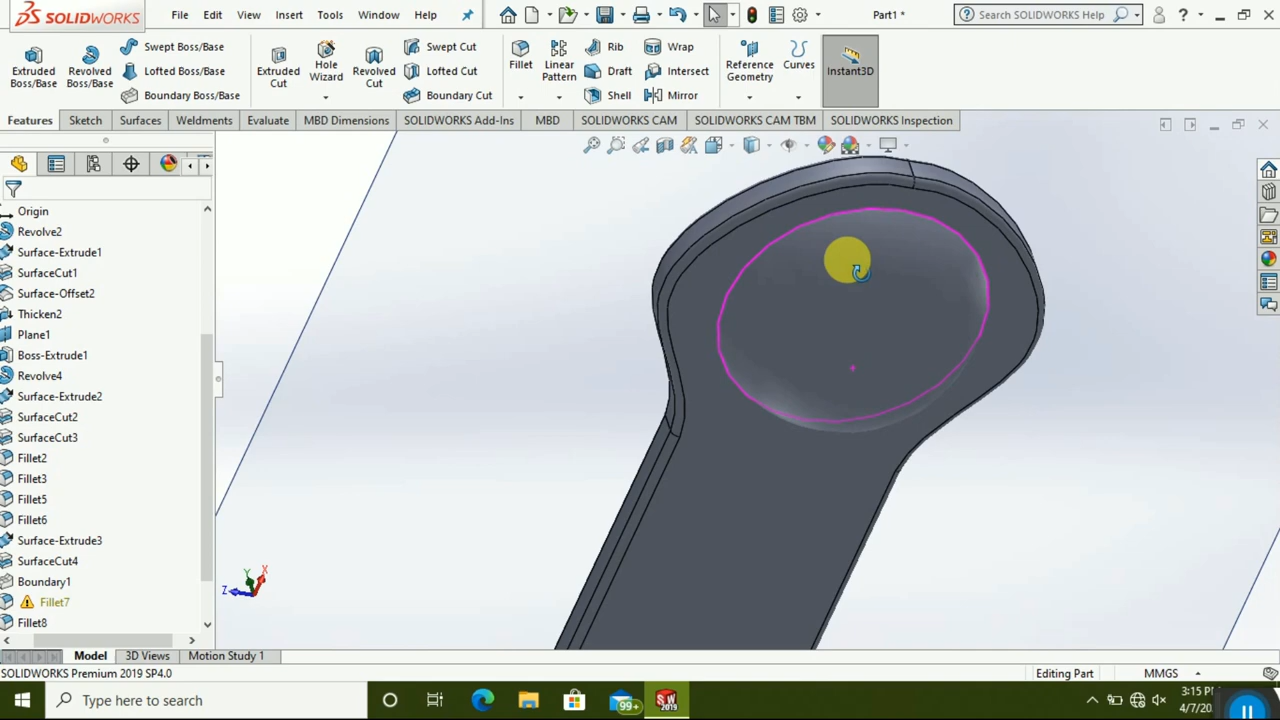 SOLIDWORKS File Edit View Insert Tools Window Help Part1 * Search SOLIDWORKS Help ?
Extruded Boss/Base
Revolved Boss/Base
Swept Boss/Base
Lofted Boss/Base
Boundary Boss/Base
Extruded Cut
Hole Wizard
Revolved Cut
Swept Cut
Lofted Cut
Boundary Cut
Fillet
Linear Pattern
Rib
Draft
Shell
Wrap
Intersect
Mirror
Reference Geometry
Curves
Instant3D
Features Sketch Surfaces Weldments Evaluate MBD Dimensions SOLIDWORKS Add-Ins MBD SOLIDWORKS CAM SOLIDWORKS CAM TBM SOLIDWORKS Inspection
Origin
Revolve2
Surface-Extrude1
SurfaceCut1
Surface-Offset2
Thicken2
Plane1
Boss-Extrude1
Revolve4
Surface-Extrude2
SurfaceCut2
SurfaceCut3
Fillet2
Fillet3
Fillet5
Fillet6
Surface-Extrude3
SurfaceCut4
Boundary1
Fillet7
Fillet8
Y X
Z
Model 3D Views Motion Study 1
SOLIDWORKS Premium 2019 SP4.0 Editing Part MMGS
Type here to search 99+ SW 2019 3:15